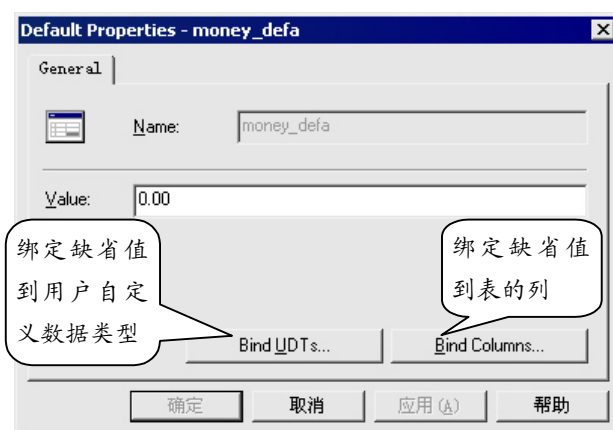 Default Properties - money_defa
General
Name:
money_defa
Value:
0.00
绑定缺省值
到用户自定
义数据类型
绑定缺省值
到表的列
Bind UDTs...
Bind Columns...
确定
取消
应用(A)
帮助